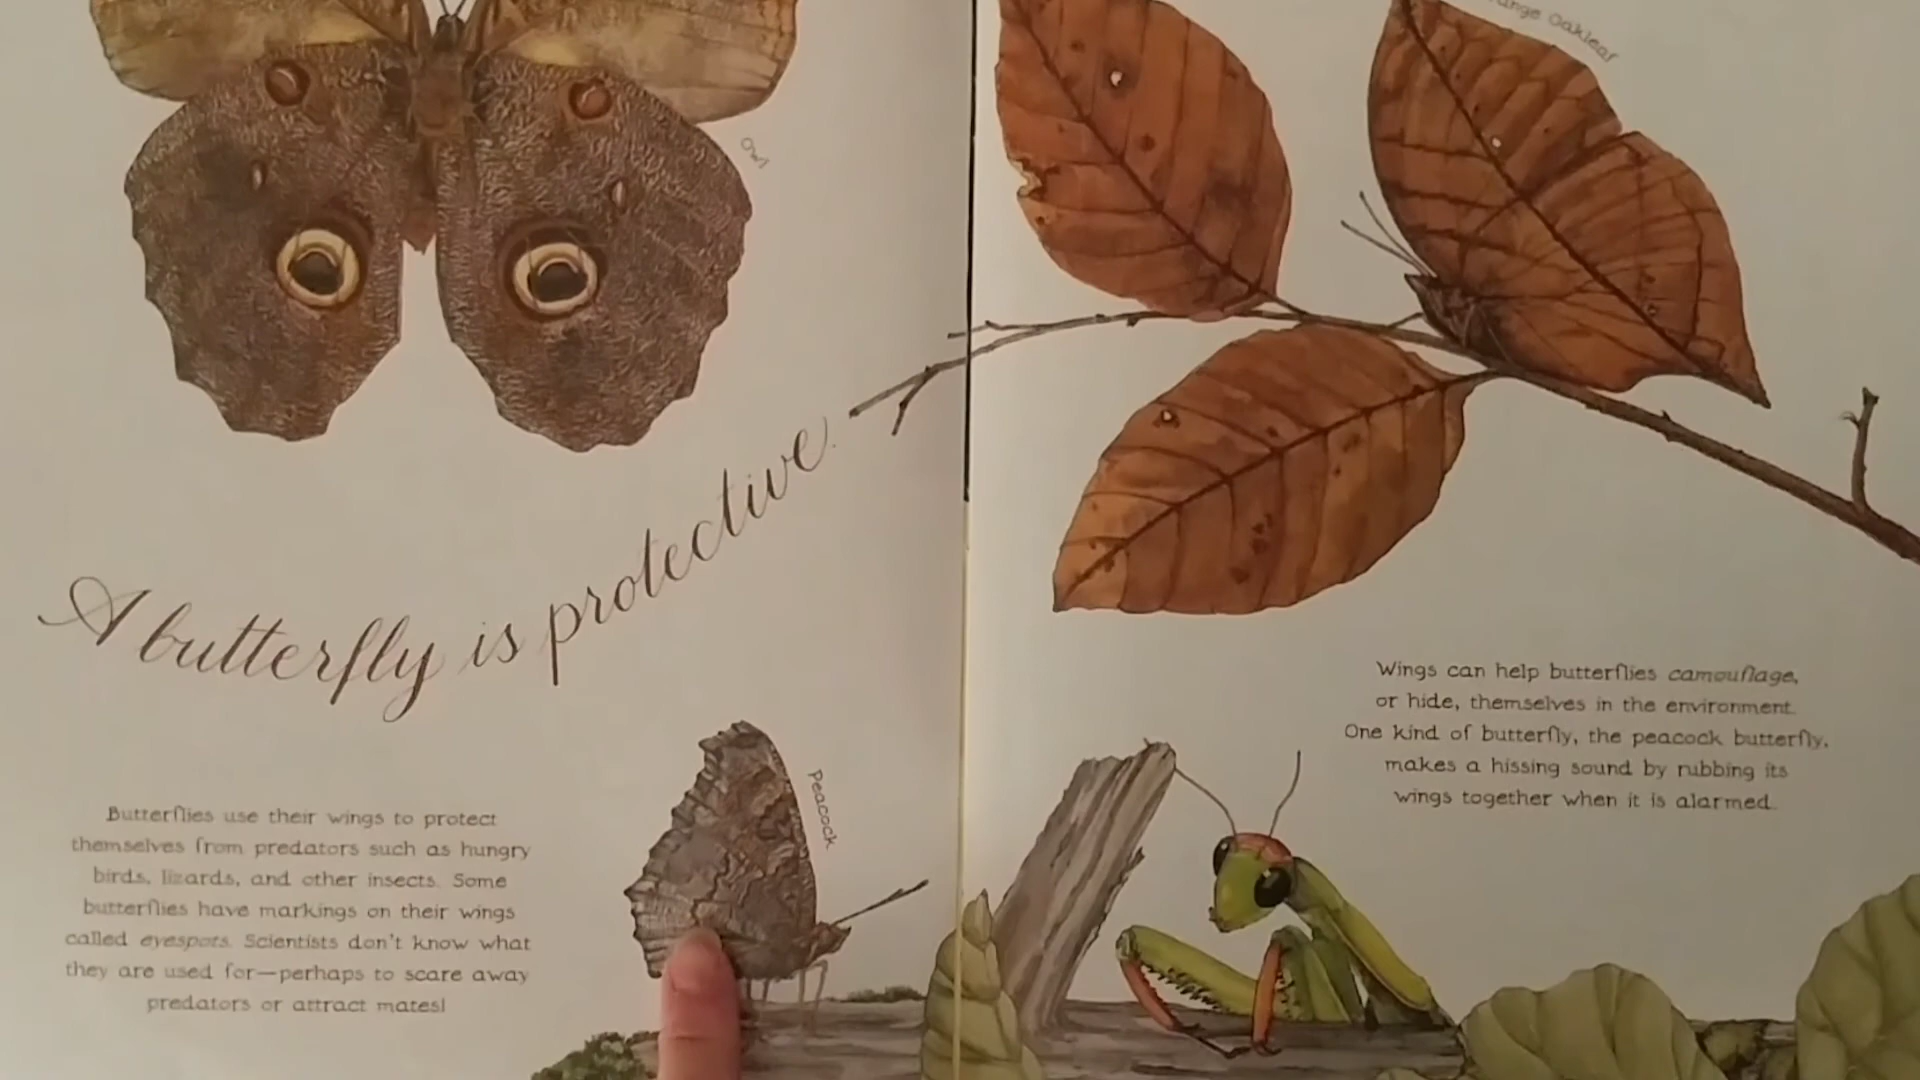 Owl
A butterfly is protective.
Butterflies use their wings to protect
themselves from predators such as hungry
birds, lizards, and other insects. Some
butterflies have markings on their wings
called eyespots. Scientists don't know what
they are used for—perhaps to scare away
predators or attract mates!
Peacock
Oakleaf
Wings can help butterflies camouflage,
or hide, themselves in the environment.
One kind of butterfly, the peacock butterfly,
makes a hissing sound by rubbing its
wings together when it is alarmed.